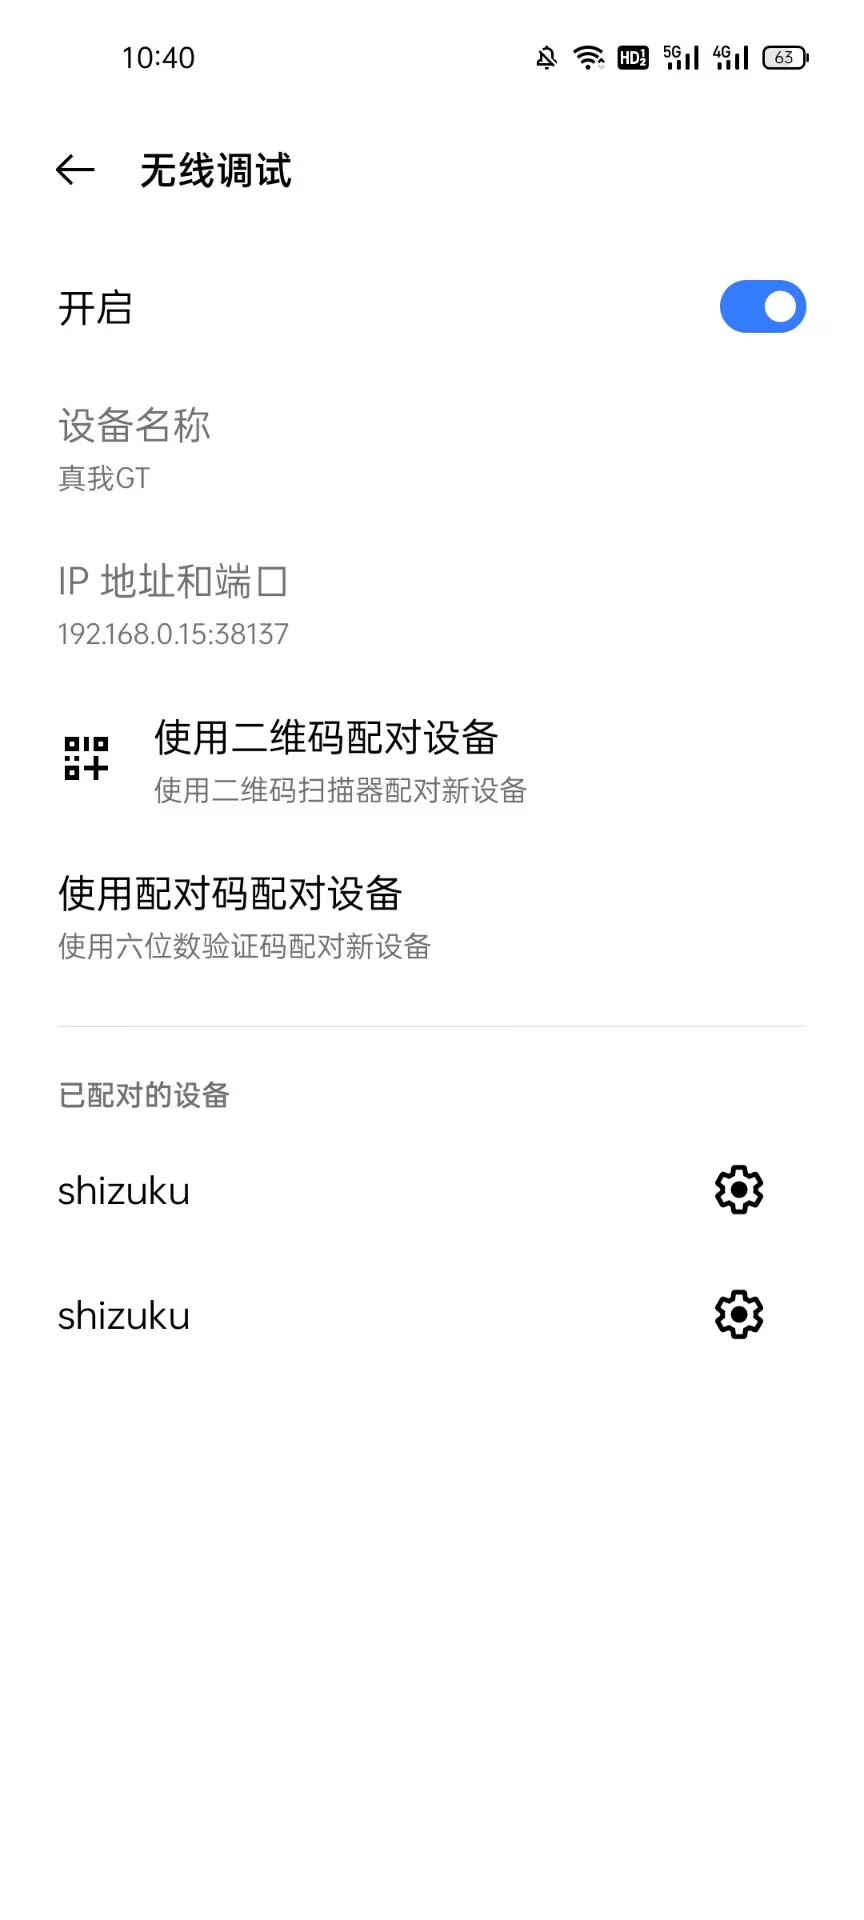 10:40
HD 1 2 5G 4G 63
无线调试
开启
设备名称
真我GT
IP 地址和端口
192.168.0.15:38137
使用二维码配对设备
使用二维码扫描器配对新设备
使用配对码配对设备
使用六位数验证码配对新设备
已配对的设备
shizuku
shizuku